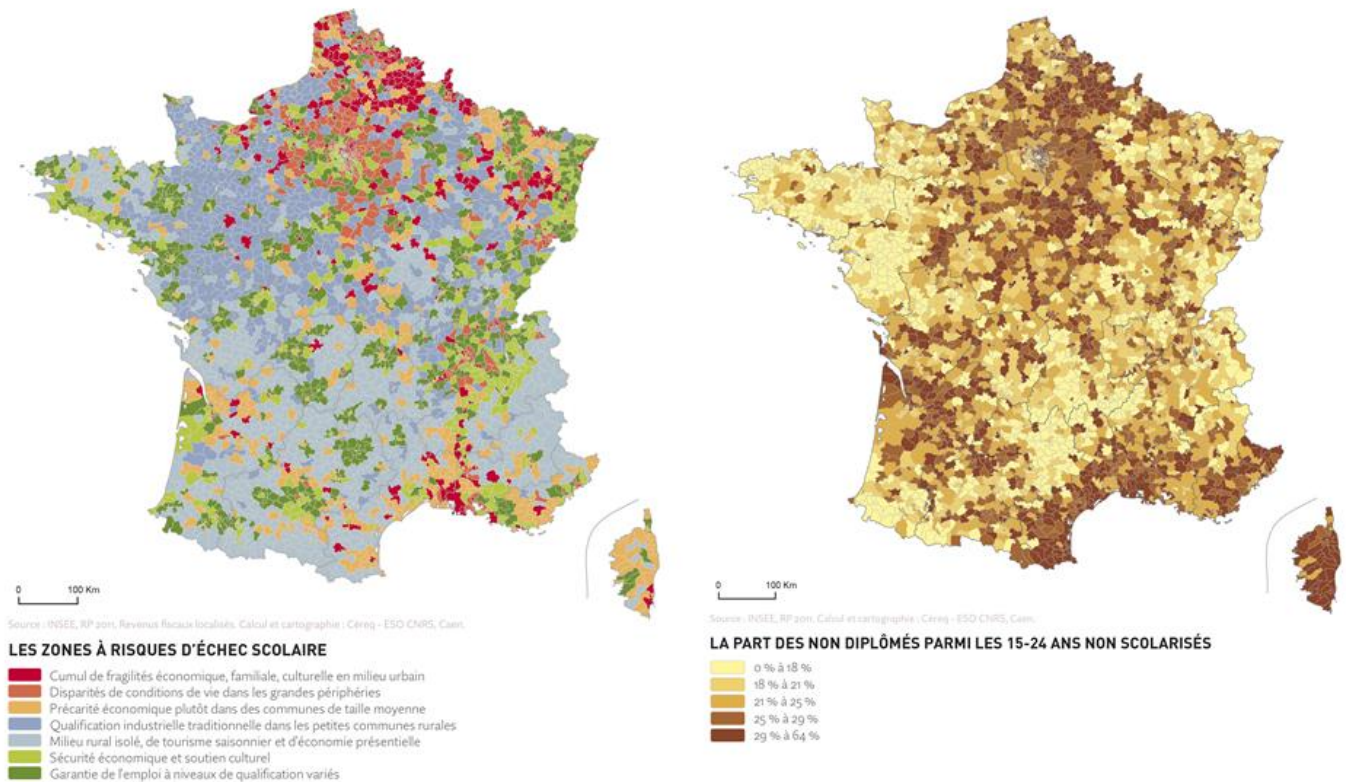 0 100 Km
Source : INSEE, RP 2011, Revenus fiscaux localisés. Calcul et cartographie : Céreq - ESO CNRS, Caen.
LES ZONES À RISQUES D'ÉCHEC SCOLAIRE
Cumul de fragilités économique, familiale, culturelle en milieu urbain
Disparités de conditions de vie dans les grandes périphéries
Précarité économique plutôt dans des communes de taille moyenne
Qualification industrielle traditionnelle dans les petites communes rurales
Milieu rural isolé, de tourisme saisonnier et d'économie présentielle
Sécurité économique et soutien culturel
Garantie de l'emploi à niveaux de qualification variés
0 100 Km
Source : INSEE, RP 2011. Calcul et cartographie : Céreq - ESO CNRS, Caen.
LA PART DES NON DIPLÔMÉS PARMI LES 15-24 ANS NON SCOLARISÉS
0 % à 18 %
18 % à 21 %
21 % à 25 %
25 % à 29 %
29 % à 64 %